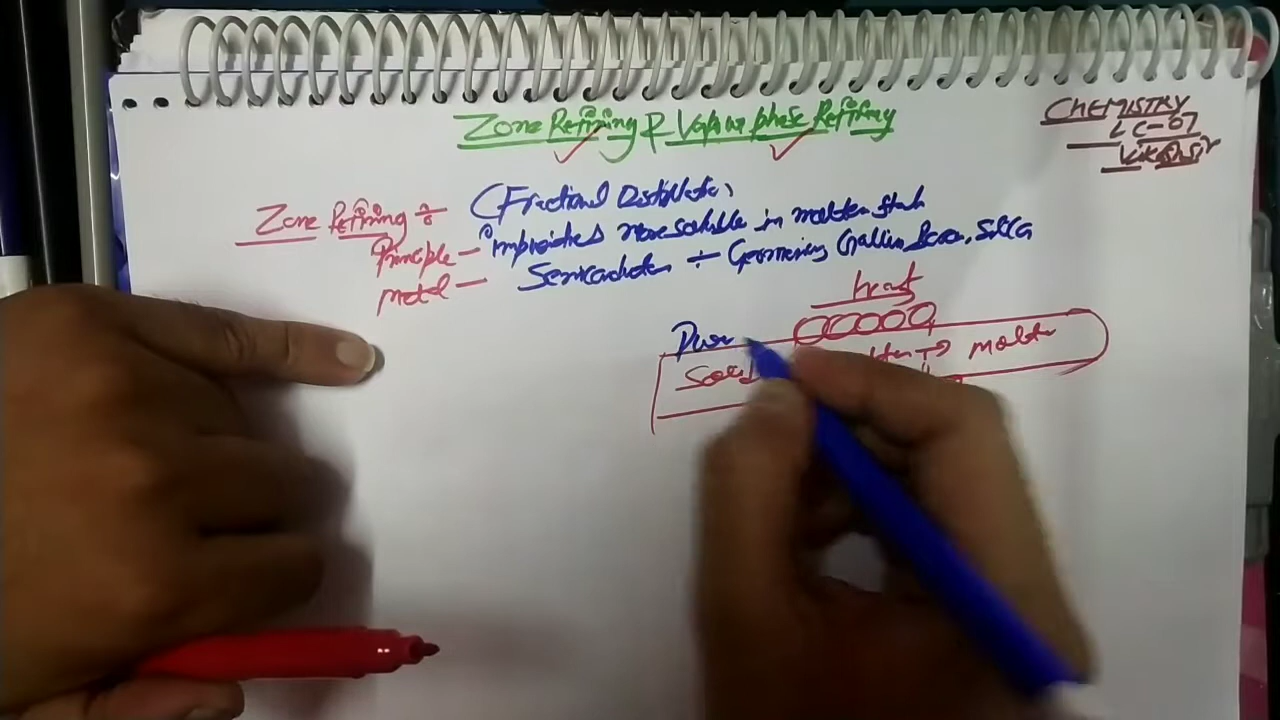 Zone Refining & Vapour phase Refining
CHEMISTRY
LC-07
Zone Refining ÷ (Fractional Distillation)
Principle - impurities more soluble in molten state
Metal - Semiconductor ÷ Germanium, Gallium, Boron, Silica
heat
Pure
Solid
molten